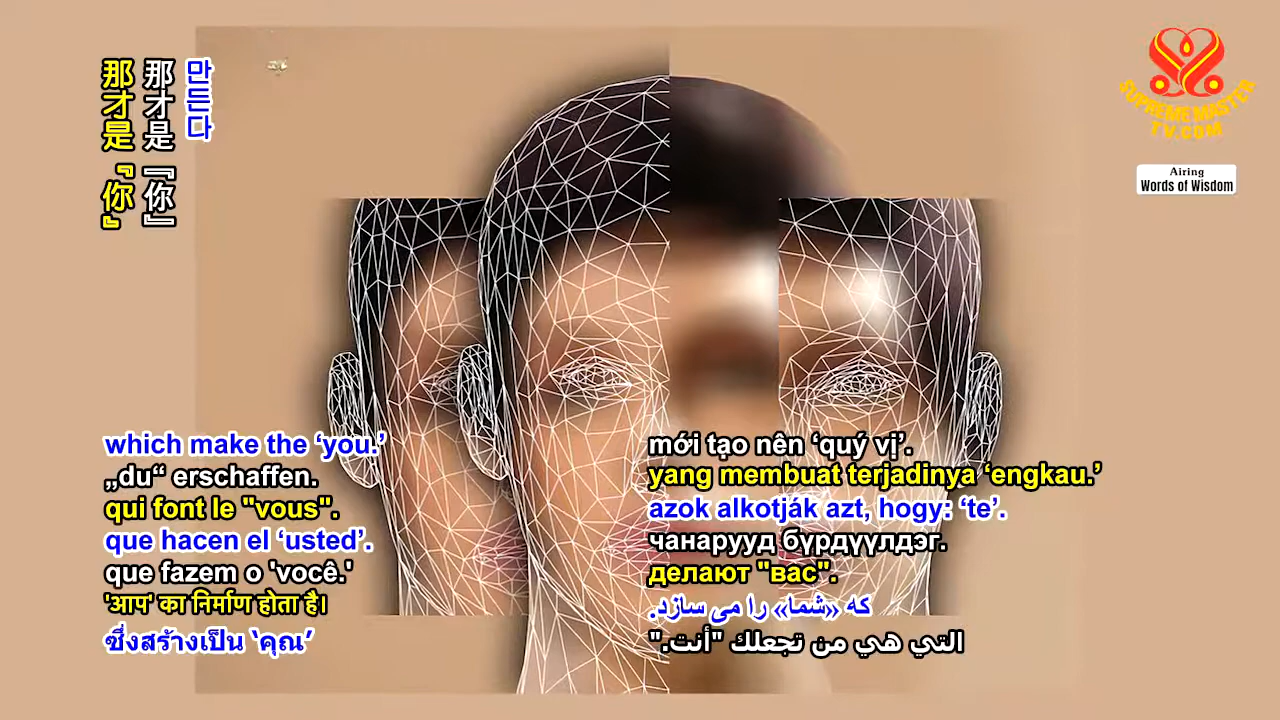 만든다
那才是『你』
那才是『你』
SUPREME MASTER
TV.COM
Airing
Words of Wisdom
which make the ‘you.’
„du“ erschaffen.
qui font le "vous".
que hacen el ‘usted’.
que fazem o 'você.'
'आप' का निर्माण होता है।
ซึ่งสร้างเป็น ‘คุณ’
mới tạo nên ‘quý vị’.
yang membuat terjadinya ‘engkau.’
azok alkotják azt, hogy: ‘te’.
чанарууд бүрдүүлдэг.
делают "вас".
که «شما» را می سازد.
التي هي من تجعلك "أنت."